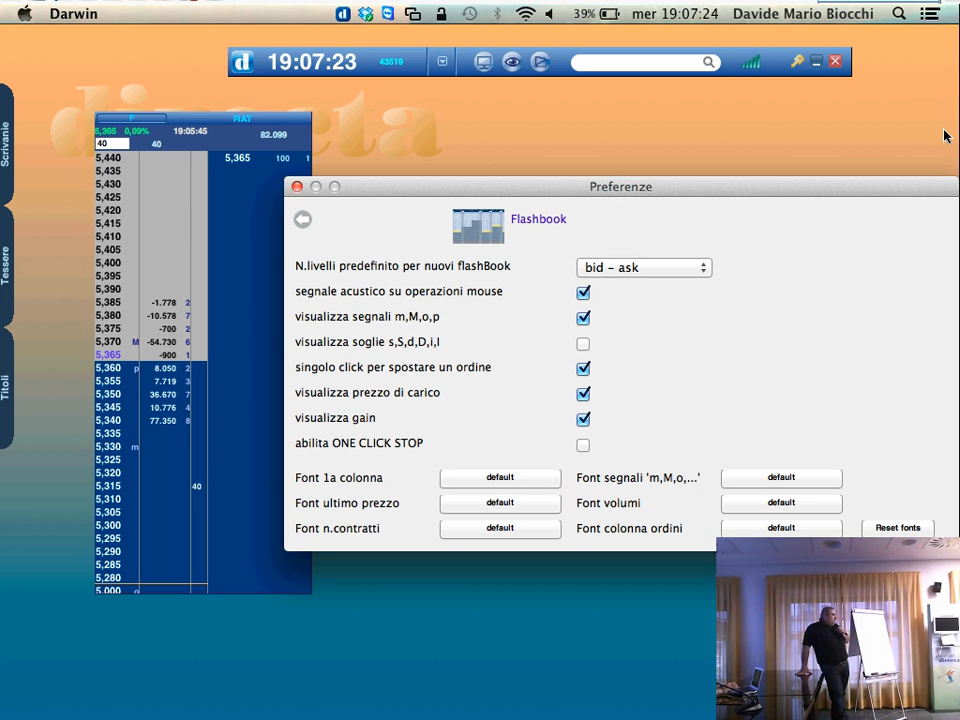 Darwin 39% mer 19:07:24 Davide Mario Biocchi
d 19:07:23 43519
directa
Scrivanie
Tessere
Titoli
F FIAT
5,365 0,09% 19:05:45 82.099
40 40
5,440 5,365 100 1
5,435
5,430
5,425
5,420
5,415
5,410
5,405
5,400
5,395
5,390
5,385 -1.778 2
5,380 -10.578 7
5,375 -700 2
5,370 M -54.730 6
5,365 -900 1
5,360 p 8.050 2
5,355 7.719 3
5,350 36.670 7
5,345 10.776 4
5,340 77.350 8
5,335
5,330 m
5,325
5,320
5,315 40
5,310
5,305
5,300
5,295
5,290
5,285
5,280
5,000 o
Preferenze
Flashbook
N.livelli predefinito per nuovi flashBook bid - ask
segnale acustico su operazioni mouse
visualizza segnali m,M,o,p
visualizza soglie s,S,d,D,i,I
singolo click per spostare un ordine
visualizza prezzo di carico
visualizza gain
abilita ONE CLICK STOP
Font 1a colonna default Font segnali 'm,M,o,...' default
Font ultimo prezzo default Font volumi default
Font n.contratti default Font colonna ordini default Reset fonts
directa